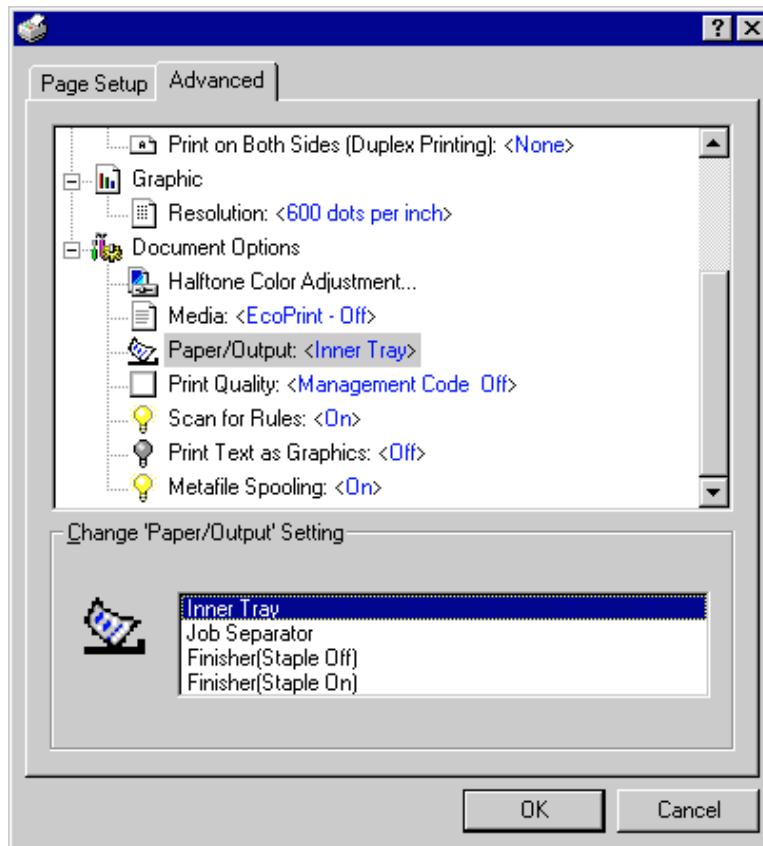 ?
Page Setup
Advanced
Print on Both Sides (Duplex Printing): <None>
Graphic
Resolution: <600 dots per inch>
Document Options
Halftone Color Adjustment...
Media: <EcoPrint - Off>
Paper/Output: <Inner Tray>
Print Quality: <Management Code  Off>
Scan for Rules: <On>
Print Text as Graphics: <Off>
Metafile Spooling: <On>
Change 'Paper/Output' Setting
Inner Tray
Job Separator
Finisher(Staple Off)
Finisher(Staple On)
OK
Cancel